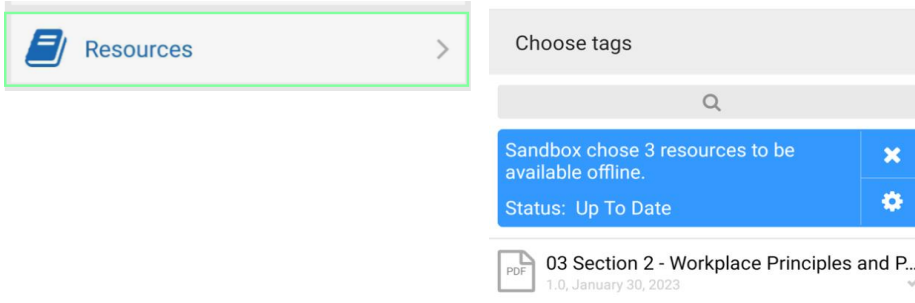 Resources
Choose tags
Sandbox chose 3 resources to be
available offline.
Status: Up To Date
PDF
03 Section 2 - Workplace Principles and P...
1.0, January 30, 2023